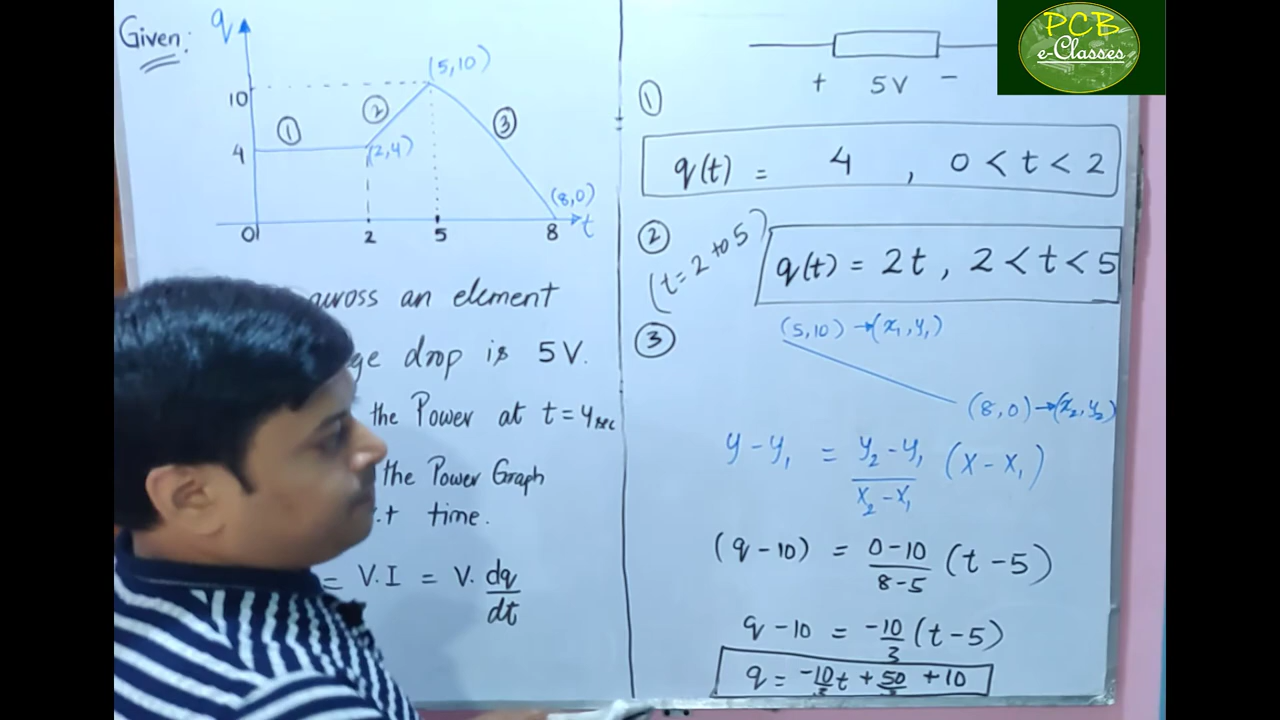 Given:
q
(5,10)
10
②
①
③
4
(2,4)
(8,0)
0
2
5
8
t
across an element
drop is 5V.
the Power at t = 4sec
the Power Graph
time.
= V.I = V. dq/dt
PCB
e-Classes
+ 5V -
①
q(t) = 4 , 0 < t < 2
②
(t = 2 to 5)
q(t) = 2t , 2 < t < 5
③
(5,10) → (x₁, y₁)
(8,0) → (x₂, y₂)
y - y₁ = y₂ - y₁ / x₂ - x₁ (x - x₁)
(q - 10) = 0 - 10 / 8 - 5 (t - 5)
q - 10 = -10/3 (t - 5)
q = -10/3 t + 50/3 + 10